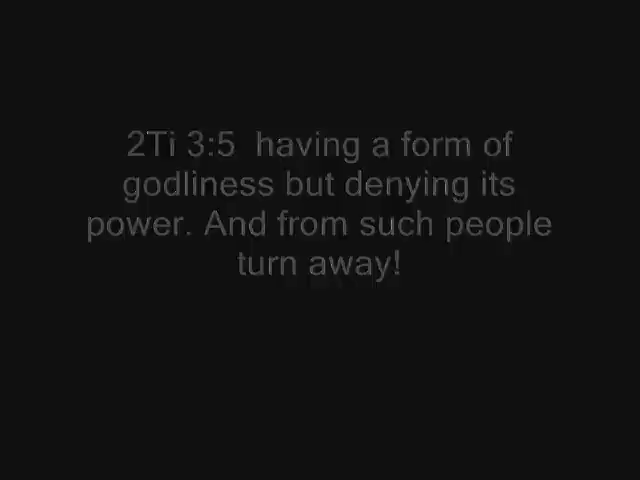 2Ti 3:5  having a form of
godliness but denying its
power. And from such people
turn away!